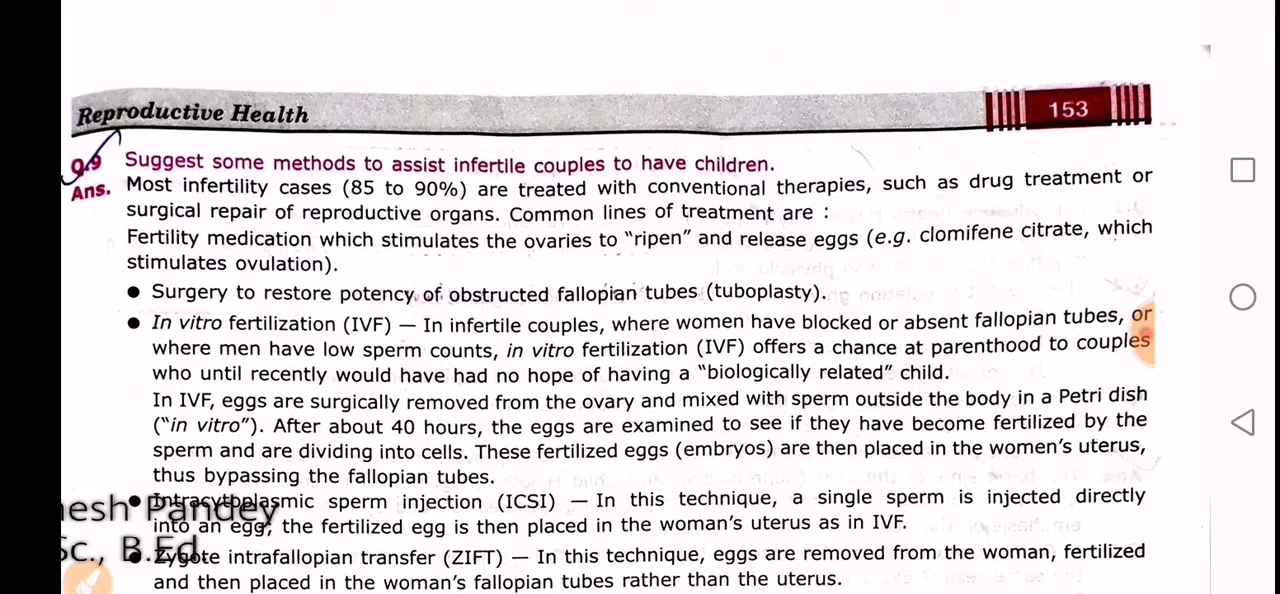 Reproductive Health
153
Q.9 Suggest some methods to assist infertile couples to have children.
Ans. Most infertility cases (85 to 90%) are treated with conventional therapies, such as drug treatment or
surgical repair of reproductive organs. Common lines of treatment are :
Fertility medication which stimulates the ovaries to “ripen” and release eggs (e.g. clomifene citrate, which
stimulates ovulation).
● Surgery to restore potency of obstructed fallopian tubes (tuboplasty).
● In vitro fertilization (IVF) — In infertile couples, where women have blocked or absent fallopian tubes, or
where men have low sperm counts, in vitro fertilization (IVF) offers a chance at parenthood to couples
who until recently would have had no hope of having a “biologically related” child.
In IVF, eggs are surgically removed from the ovary and mixed with sperm outside the body in a Petri dish
(“in vitro”). After about 40 hours, the eggs are examined to see if they have become fertilized by the
sperm and are dividing into cells. These fertilized eggs (embryos) are then placed in the women’s uterus,
thus bypassing the fallopian tubes.
● Intracytoplasmic sperm injection (ICSI) — In this technique, a single sperm is injected directly
into an egg; the fertilized egg is then placed in the woman’s uterus as in IVF.
● Zygote intrafallopian transfer (ZIFT) — In this technique, eggs are removed from the woman, fertilized
and then placed in the woman’s fallopian tubes rather than the uterus.
esh Pandey
Sc., B.Ed